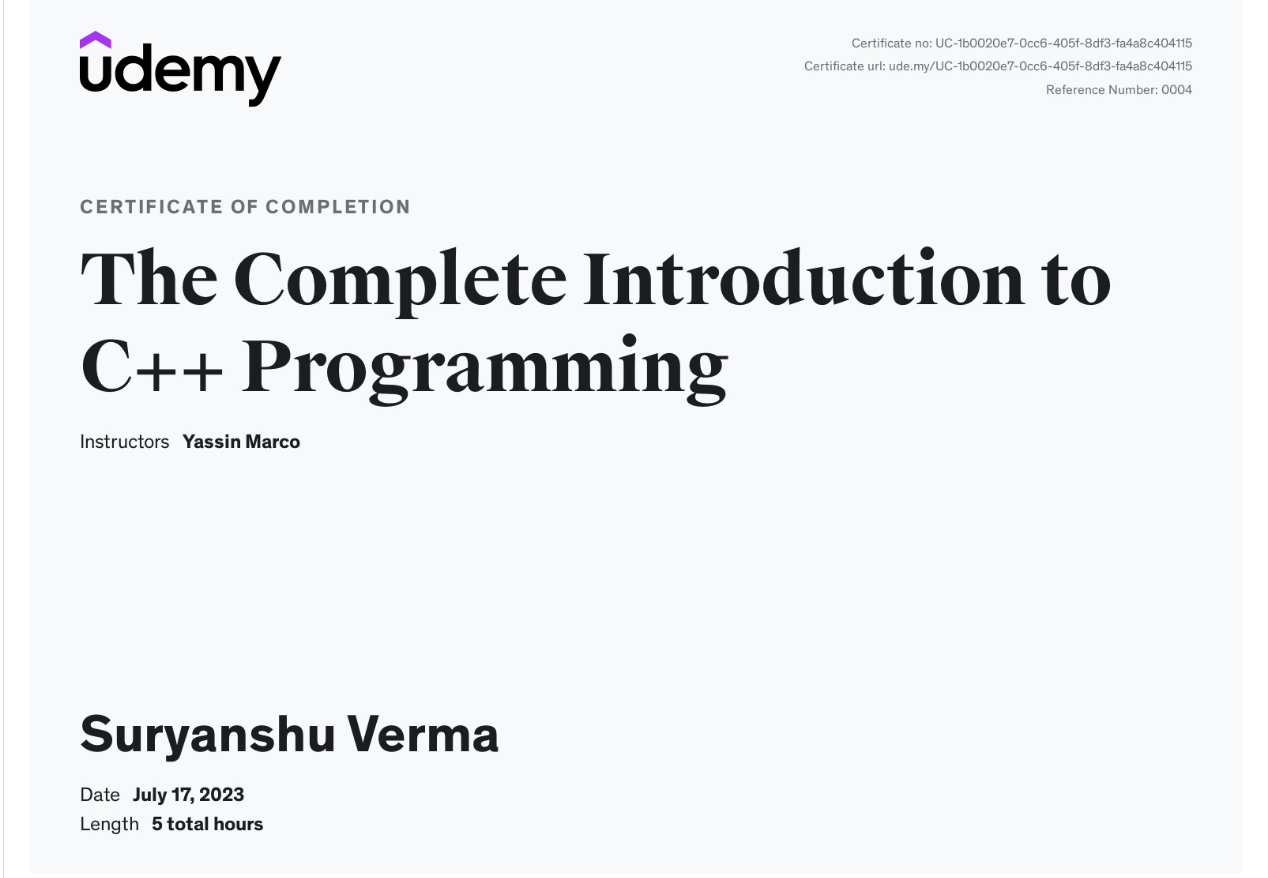 udemy
Certificate no: UC-1b0020e7-0cc6-405f-8df3-fa4a8c404115
Certificate url: ude.my/UC-1b0020e7-0cc6-405f-8df3-fa4a8c404115
Reference Number: 0004
CERTIFICATE OF COMPLETION
The Complete Introduction to
C++ Programming
Instructors Yassin Marco
Suryanshu Verma
Date July 17, 2023
Length 5 total hours